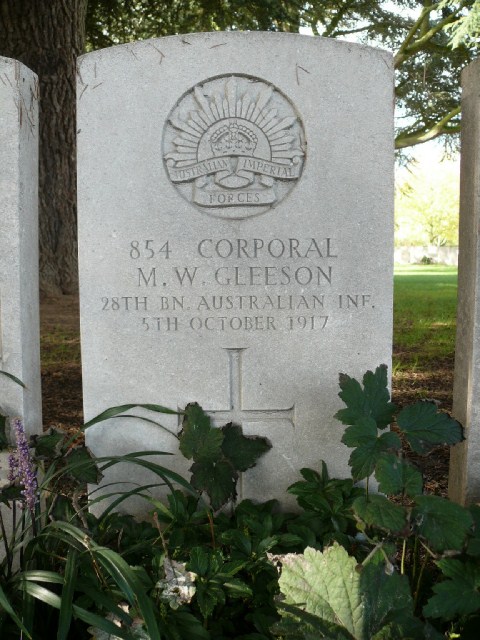 AUSTRALIAN IMPERIAL
FORCES
854 CORPORAL
M. W. GLEESON
28TH BN. AUSTRALIAN INF.
5TH OCTOBER 1917